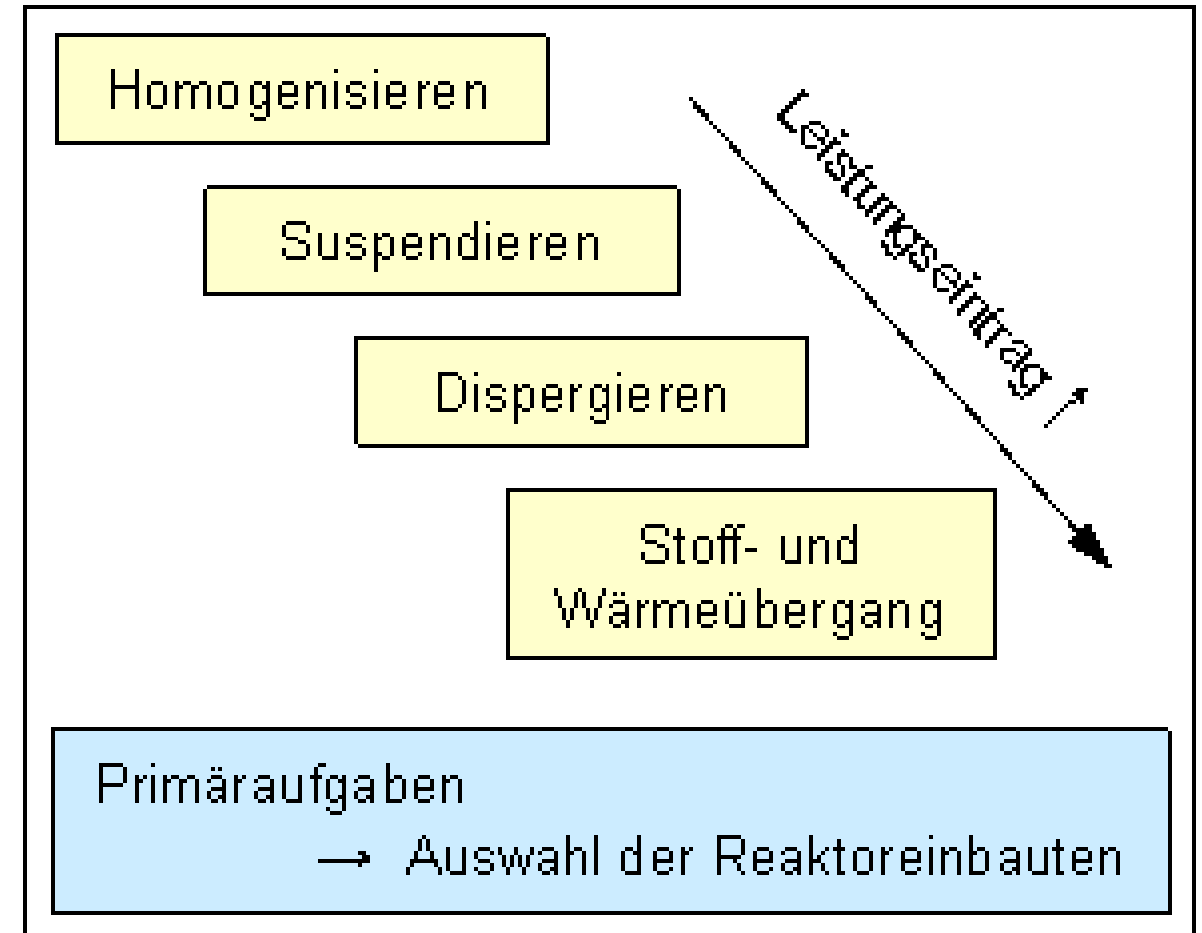 Homogenisieren
Leistungseintrag ↑
Suspendieren
Dispergieren
Stoff- und
Wärmeübergang
Primäraufgaben
→ Auswahl der Reaktoreinbauten